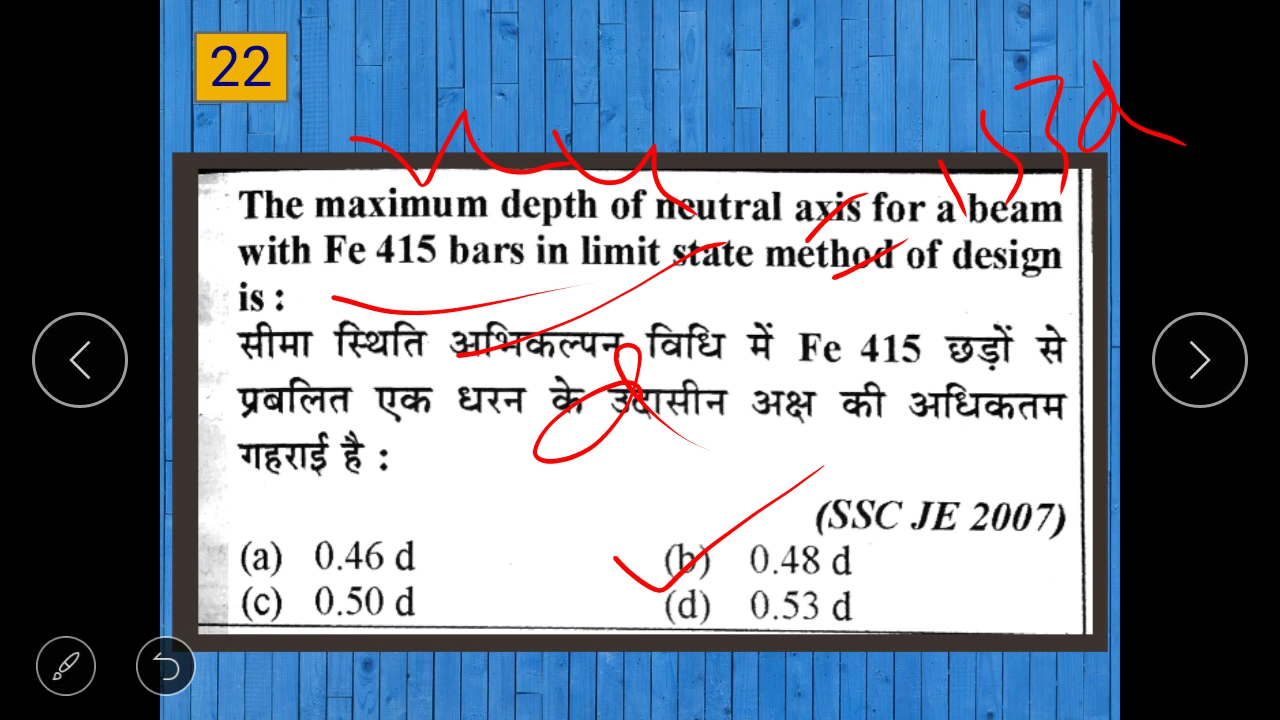 22
The maximum depth of neutral axis for a beam
with Fe 415 bars in limit state method of design
is :
सीमा स्थिति अभिकल्पन विधि में Fe 415 छड़ों से
प्रबलित एक धरन के उदासीन अक्ष की अधिकतम
गहराई है :
(SSC JE 2007)
(a) 0.46 d (b) 0.48 d
(c) 0.50 d (d) 0.53 d